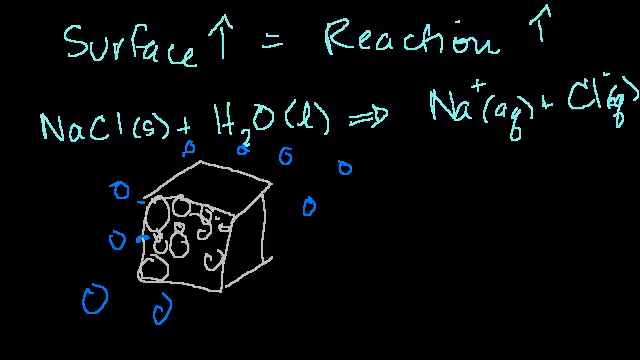 Surface ↑ = Reaction ↑
NaCl(s) + H₂O(l) ⇒ Na⁺(aq) + Cl⁻(aq)